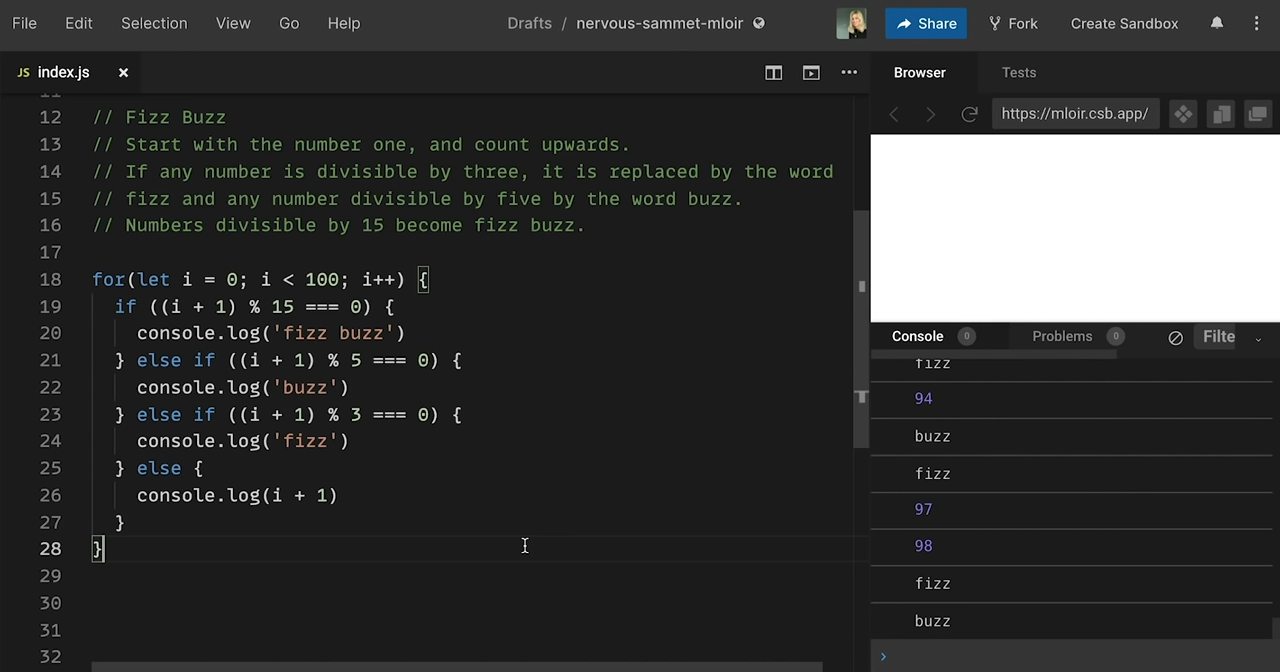 File Edit Selection View Go Help Drafts / nervous-sammet-mloir Share Fork Create Sandbox
JS index.js × Browser Tests
https://mloir.csb.app/
12 // Fizz Buzz
13 // Start with the number one, and count upwards.
14 // If any number is divisible by three, it is replaced by the word
15 // fizz and any number divisible by five by the word buzz.
16 // Numbers divisible by 15 become fizz buzz.
17
18 for(let i = 0; i < 100; i++) {
19 if ((i + 1) % 15 === 0) {
20 console.log('fizz buzz')
21 } else if ((i + 1) % 5 === 0) {
22 console.log('buzz')
23 } else if ((i + 1) % 3 === 0) {
24 console.log('fizz')
25 } else {
26 console.log(i + 1)
27 }
28 }
29
30
31
32
Console 0 Problems 0 Filte
fizz
94
buzz
fizz
97
98
fizz
buzz
>